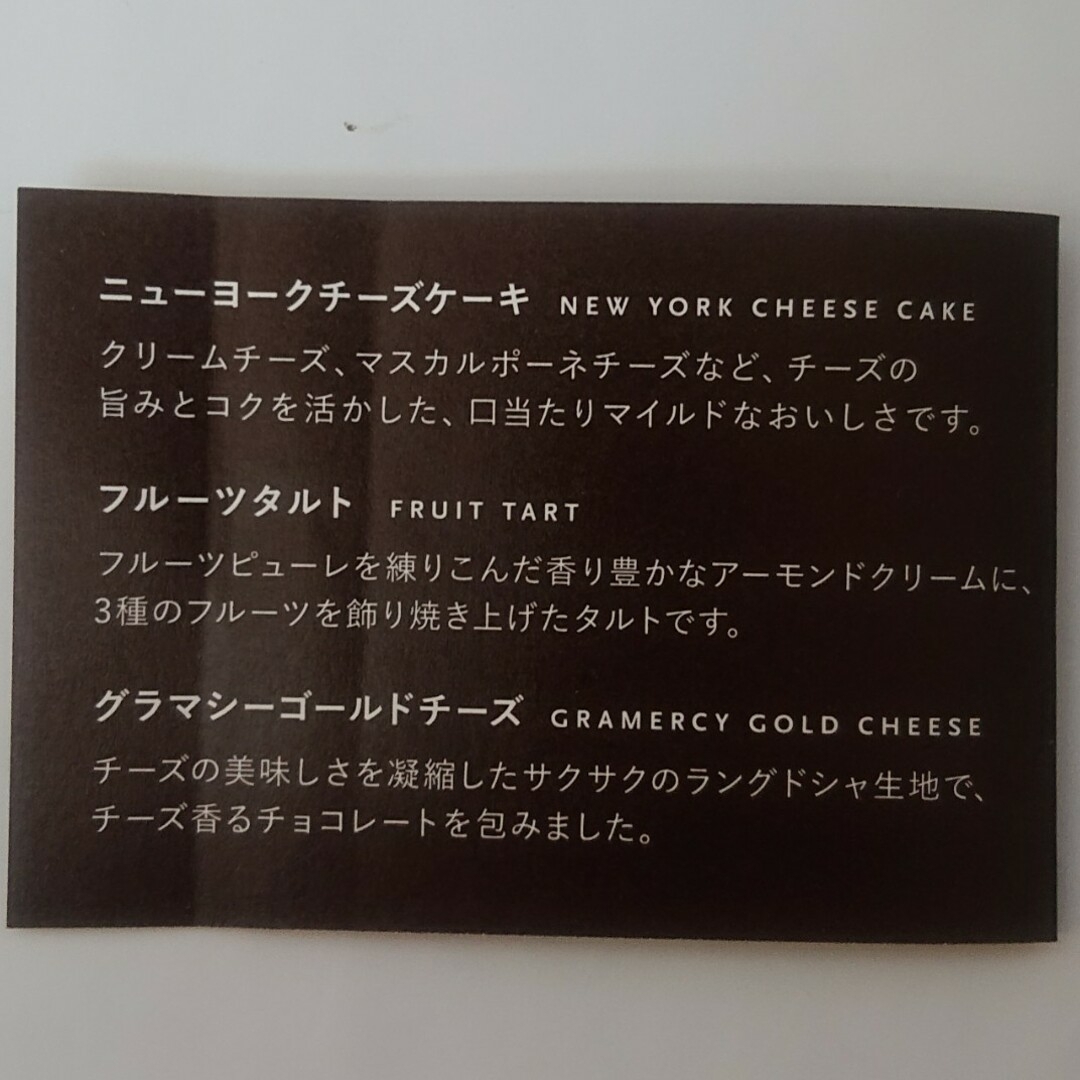 ニューヨークチーズケーキ NEW YORK CHEESE CAKE
クリームチーズ、マスカルポーネチーズなど、チーズの
旨みとコクを活かした、口当たりマイルドなおいしさです。
フルーツタルト FRUIT TART
フルーツピューレを練りこんだ香り豊かなアーモンドクリームに、
3種のフルーツを飾り焼き上げたタルトです。
グラマシーゴールドチーズ GRAMERCY GOLD CHEESE
チーズの美味しさを凝縮したサクサクのラングドシャ生地で、
チーズ香るチョコレートを包みました。